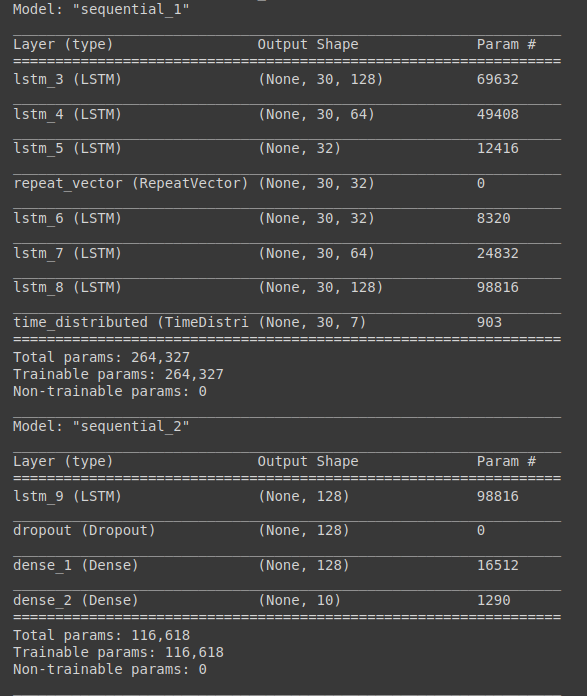 Model: "sequential_1"
Layer (type) Output Shape Param #
lstm_3 (LSTM) (None, 30, 128) 69632
lstm_4 (LSTM) (None, 30, 64) 49408
lstm_5 (LSTM) (None, 32) 12416
repeat_vector (RepeatVector) (None, 30, 32) 0
lstm_6 (LSTM) (None, 30, 32) 8320
lstm_7 (LSTM) (None, 30, 64) 24832
lstm_8 (LSTM) (None, 30, 128) 98816
time_distributed (TimeDistri (None, 30, 7) 903
Total params: 264,327
Trainable params: 264,327
Non-trainable params: 0
Model: "sequential_2"
Layer (type) Output Shape Param #
lstm_9 (LSTM) (None, 128) 98816
dropout (Dropout) (None, 128) 0
dense_1 (Dense) (None, 128) 16512
dense_2 (Dense) (None, 10) 1290
Total params: 116,618
Trainable params: 116,618
Non-trainable params: 0